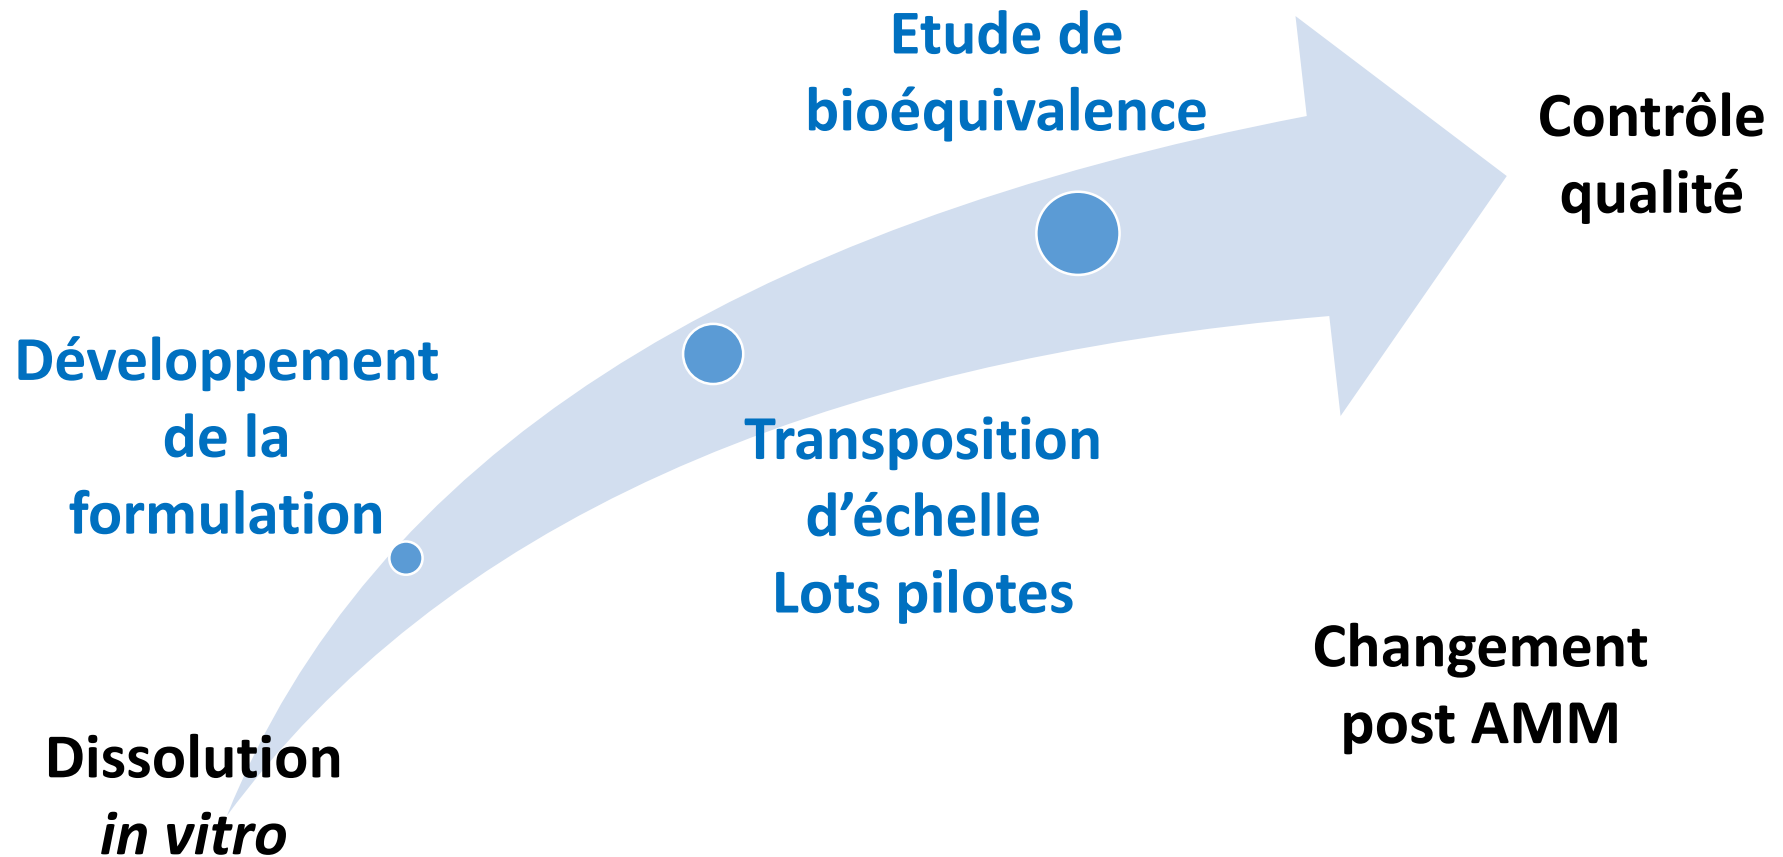 Etude de
bioéquivalence
Contrôle
qualité
Développement
de la
formulation
Transposition
d’échelle
Lots pilotes
Changement
post AMM
Dissolution
in vitro